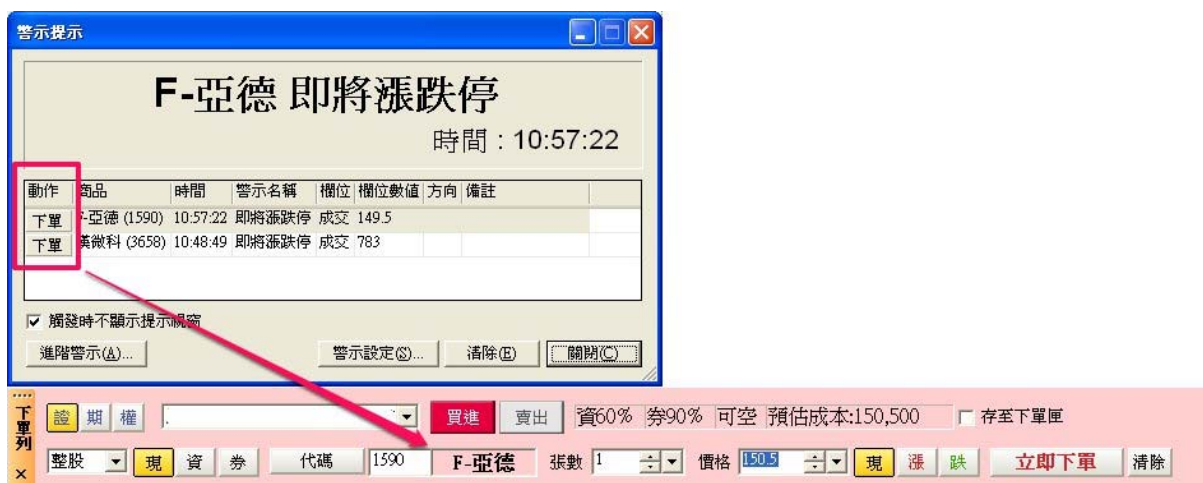 警示提示
F-亞德 即將漲跌停
時間：10:57:22
動作 商品 時間 警示名稱 欄位 欄位數值 方向 備註
下單 F-亞德 (1590) 10:57:22 即將漲跌停 成交 149.5
下單 漢微科 (3658) 10:48:49 即將漲跌停 成交 783
觸發時不顯示提示視窗
進階警示(A)... 警示設定(S)... 清除(E) 關閉(C)
下單列 證 期 權 買進 賣出 資60% 券90% 可空 預估成本:150,500 存至下單匣
整股 現 資 券 代碼 1590 F-亞德 張數 1 價格 150.5 現 漲 跌 立即下單 清除